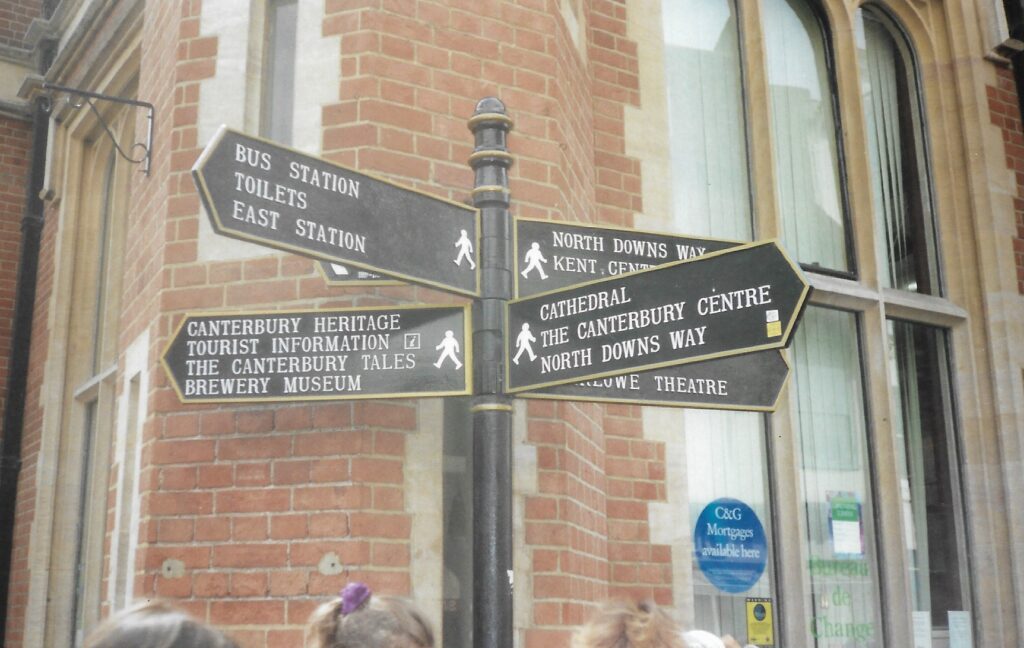 BUS STATION
TOILETS
EAST STATION
NORTH DOWNS WAY
KENT
CATHEDRAL
THE CANTERBURY CENTRE
NORTH DOWNS WAY
THEATRE
CANTERBURY HERITAGE
TOURIST INFORMATION i
THE CANTERBURY TALES
BREWERY MUSEUM
C&G
Mortgages
available here
Bureau
de
Change